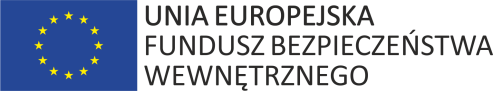 UNIA EUROPEJSKA
FUNDUSZ BEZPIECZEŃSTWA
WEWNĘTRZNEGO